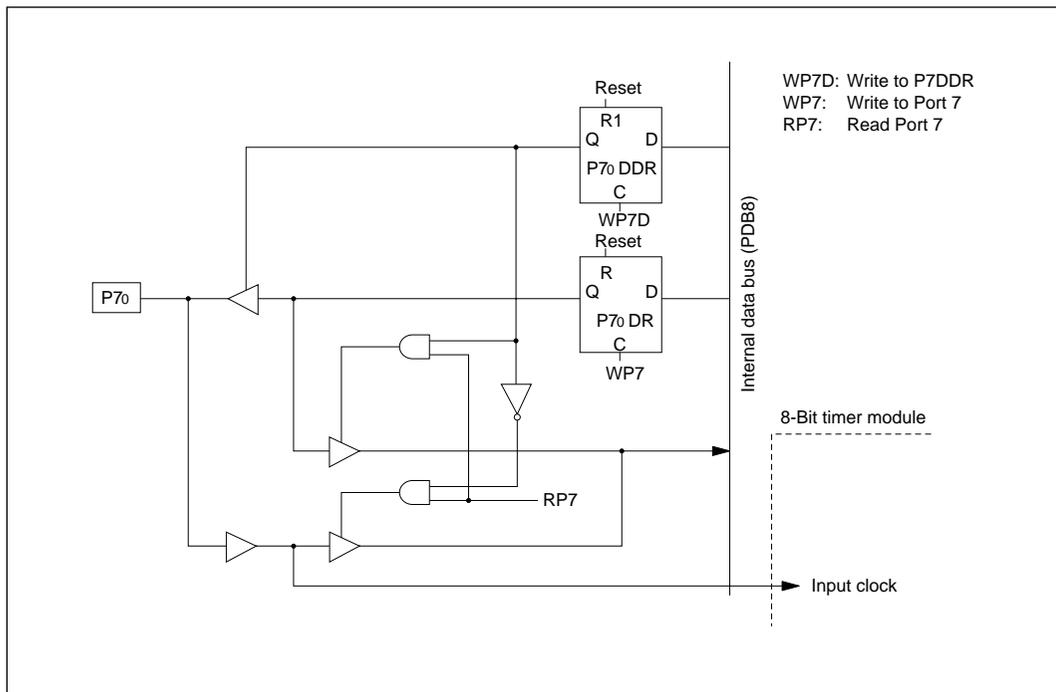 WP7D: Write to P7DDR
WP7: Write to Port 7
RP7: Read Port 7
Reset
R1
Q D
P70 DDR
C
WP7D
Reset
R
Q D
P70 DR
C
WP7
P70
Internal data bus (PDB8)
8-Bit timer module
RP7
Input clock